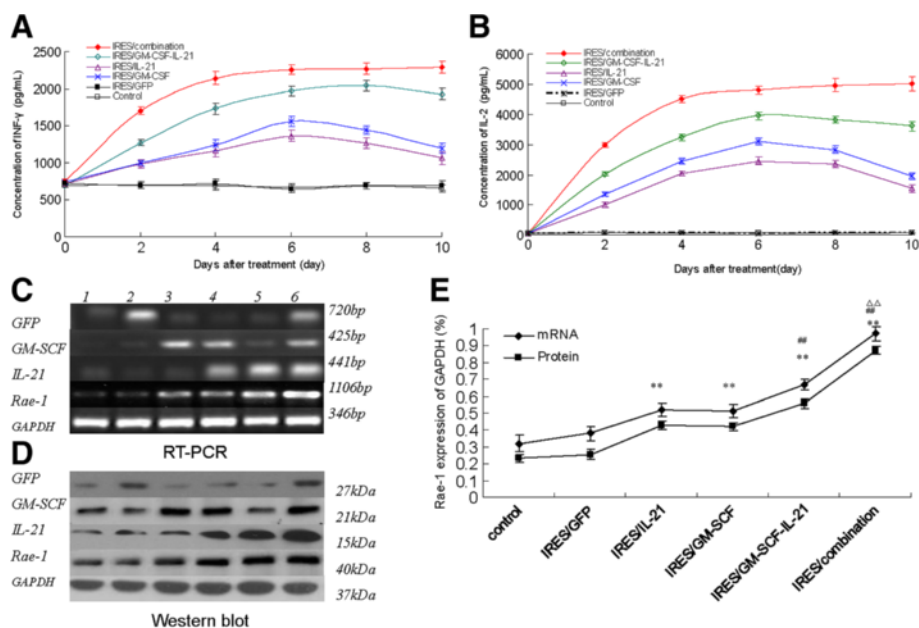 A
IRES/combination
IRES/GM-CSF-IL-21
IRES/IL-21
IRES/GM-CSF
IRES/GFP
Control
Concentration of INF-γ (pg/mL)
2500
2000
1500
1000
500
0
0 2 4 6 8 10
Days after treatment (day)
B
IRES/combination
IRES/GM-CSF-IL-21
IRES/IL-21
IRES/GM-CSF
IRES/GFP
Control
Concentration of IL-2 (pg/mL)
6000
5000
4000
3000
2000
1000
0
0 2 4 6 8 10
Days after treatment(day)
C
1 2 3 4 5 6
GFP 720bp
GM-SCF 425bp
IL-21 441bp
Rae-1 1106bp
GAPDH 346bp
RT-PCR
D
GFP 27kDa
GM-SCF 21kDa
IL-21 15kDa
Rae-1 40kDa
GAPDH 37kDa
Western blot
E
mRNA
Protein
Rae-1 expression of GAPDH (%)
1
0.9
0.8
0.7
0.6
0.5
0.4
0.3
0.2
0.1
0
** ** ## ** △△ ## **
control
IRES/GFP
IRES/IL-21
IRES/GM-SCF
IRES/GM-SCF-IL-21
IRES/combination